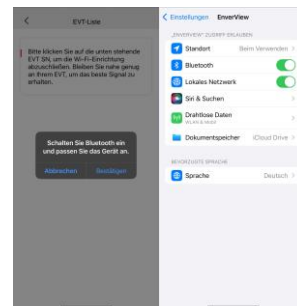 EVT-Liste
Bitte klicken Sie auf die unten stehende
EVT SN, um die Wi-Fi-Einrichtung
abzuschließen. Bleiben Sie nahe genug
an Ihrem EVT, um das beste Signal zu
erhalten.
Schalten Sie Bluetooth ein
und passen Sie das Gerät an.
Abbrechen Bestätigen
Einstellungen EnverView
„ENVERVIEW“ ZUGRIFF ERLAUBEN
Standort Beim Verwenden
Bluetooth
Lokales Netzwerk
Siri & Suchen
Drahtlose Daten
WLAN & Mobil
Dokumentspeicher iCloud Drive
BEVORZUGTE SPRACHE
Sprache Deutsch